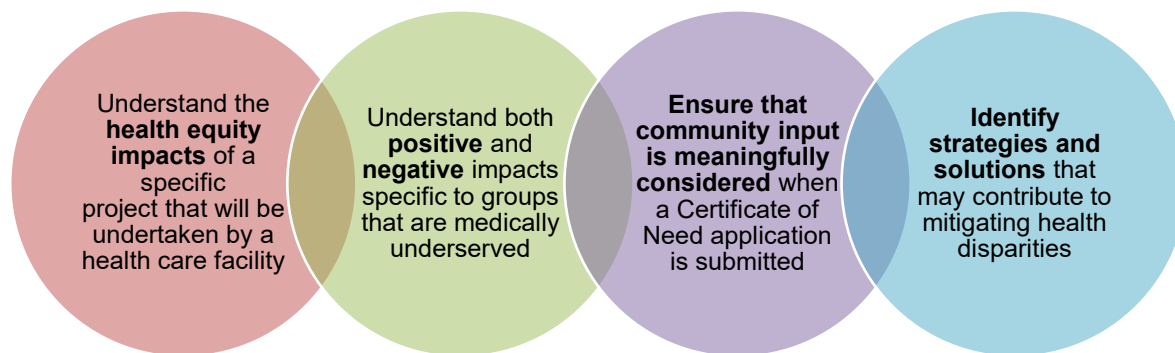 Understand the
health equity
impacts of a
specific
project that will be
undertaken by a
health care facility
Understand both
positive and
negative impacts
specific to groups
that are medically
underserved
Ensure that
community input
is meaningfully
considered when
a Certificate of
Need application
is submitted
Identify
strategies and
solutions that
may contribute to
mitigating health
disparities